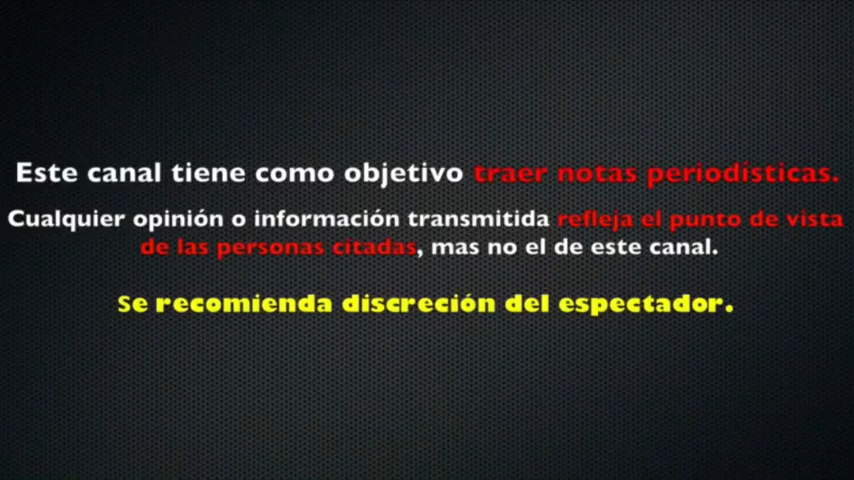 Este canal tiene como objetivo traer notas periodísticas.
Cualquier opinión o información transmitida refleja el punto de vista
de las personas citadas, mas no el de este canal.
Se recomienda discreción del espectador.